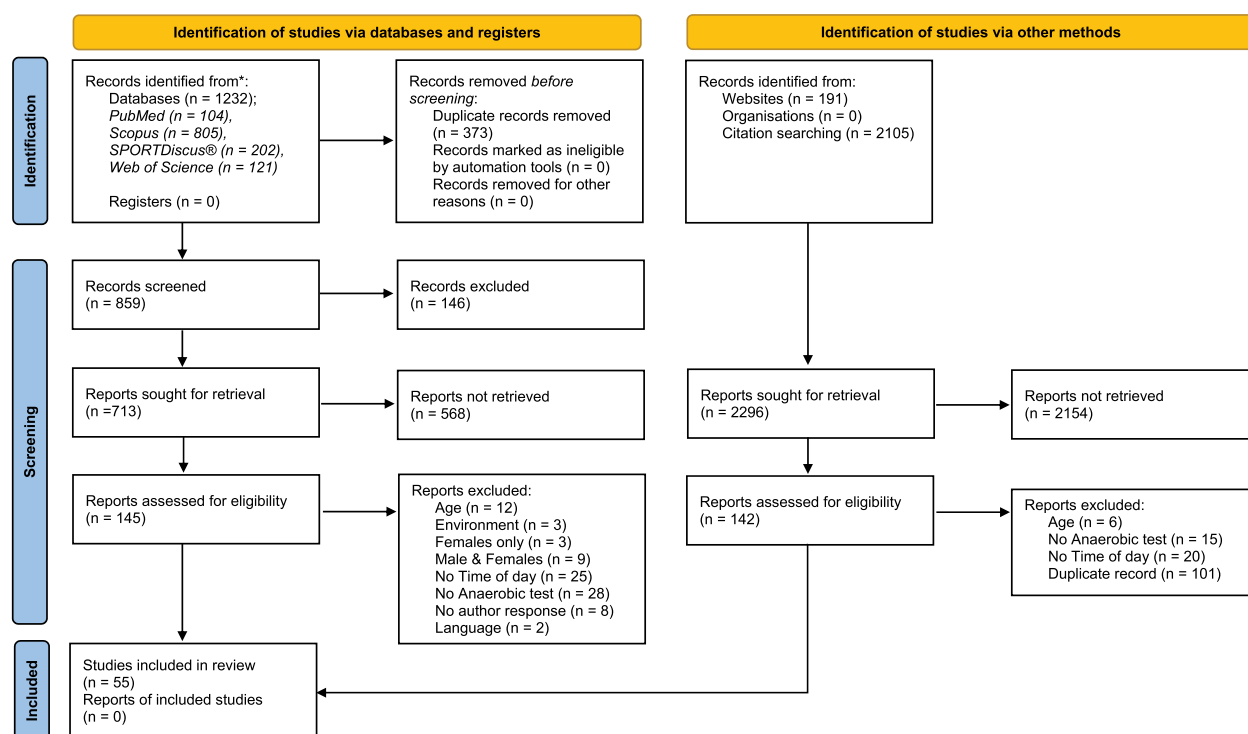 Identification of studies via databases and registers
Identification of studies via other methods
Identification
Records identified from*:
Databases (n = 1232);
PubMed (n = 104),
Scopus (n = 805),
SPORTDiscus® (n = 202),
Web of Science (n = 121)
Registers (n = 0)
Records removed before
screening:
Duplicate records removed
(n = 373)
Records marked as ineligible
by automation tools (n = 0)
Records removed for other
reasons (n = 0)
Records identified from:
Websites (n = 191)
Organisations (n = 0)
Citation searching (n = 2105)
Screening
Records screened
(n = 859)
Records excluded
(n = 146)
Reports sought for retrieval
(n =713)
Reports not retrieved
(n = 568)
Reports sought for retrieval
(n = 2296)
Reports not retrieved
(n = 2154)
Reports assessed for eligibility
(n = 145)
Reports excluded:
Age (n = 12)
Environment (n = 3)
Females only (n = 3)
Male & Females (n = 9)
No Time of day (n = 25)
No Anaerobic test (n = 28)
No author response (n = 8)
Language (n = 2)
Reports assessed for eligibility
(n = 142)
Reports excluded:
Age (n = 6)
No Anaerobic test (n = 15)
No Time of day (n = 20)
Duplicate record (n = 101)
Included
Studies included in review
(n = 55)
Reports of included studies
(n = 0)